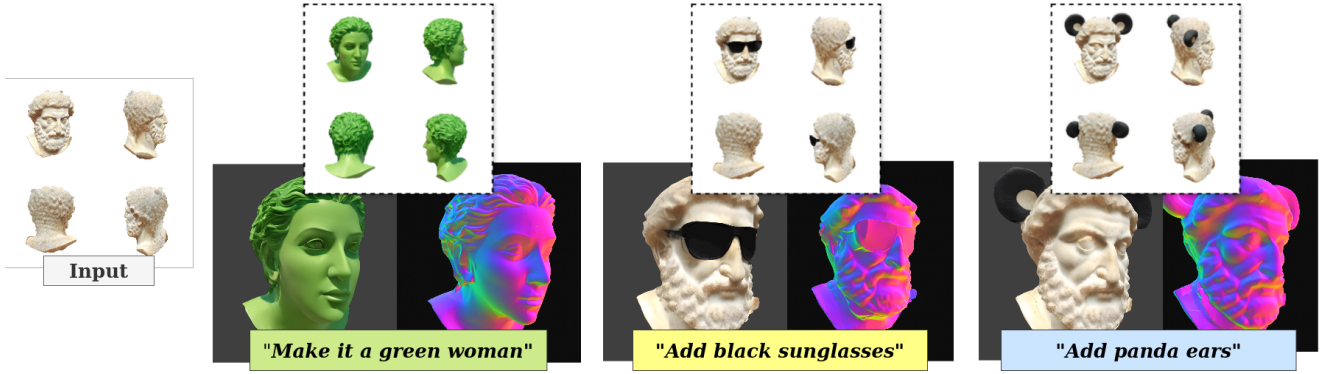 Input
"Make it a green woman"
"Add black sunglasses"
"Add panda ears"